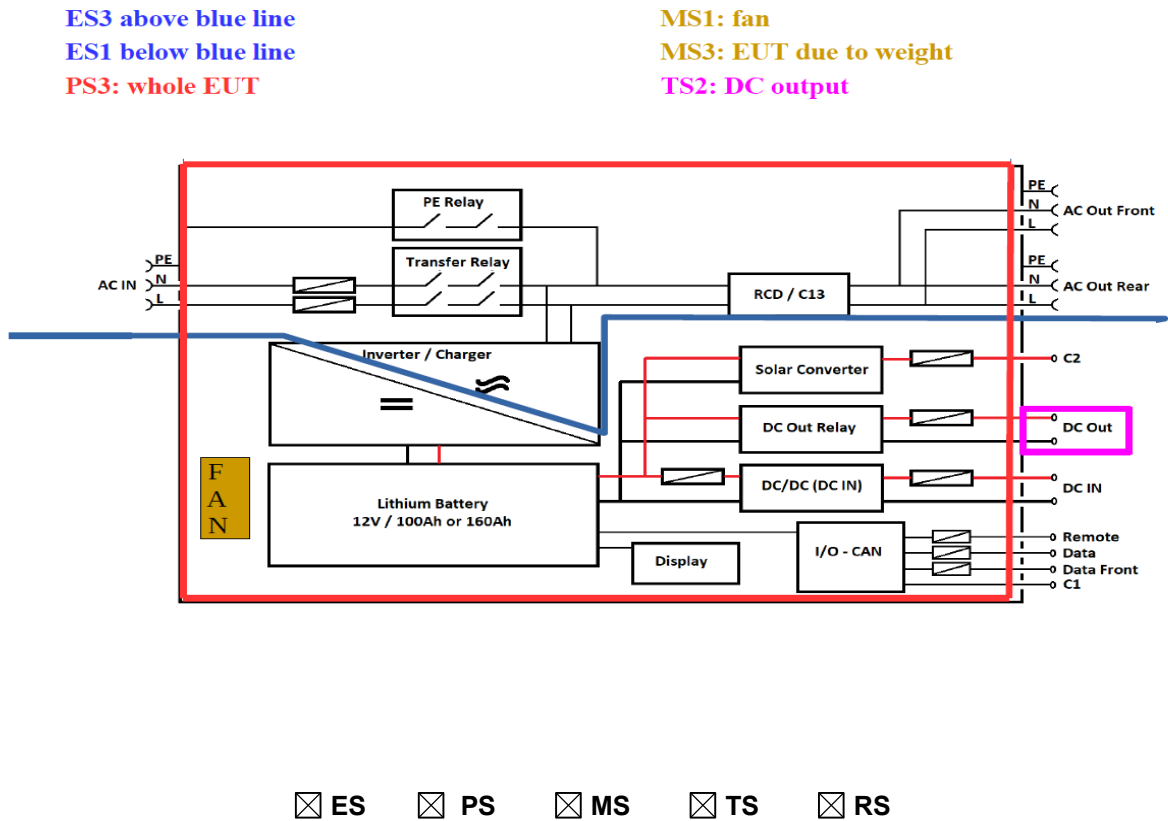 ES3 above blue line
ES1 below blue line
PS3: whole EUT
MS1: fan
MS3: EUT due to weight
TS2: DC output
PE Relay
Transfer Relay
AC IN
PE
N
L
RCD / C13
PE
N
L
AC Out Front
PE
N
L
AC Out Rear
Inverter / Charger
Solar Converter
C2
DC Out Relay
DC Out
F
A
N
Lithium Battery
12V / 100Ah or 160Ah
DC/DC (DC IN)
DC IN
Display
I/O - CAN
Remote
Data
Data Front
C1
ES PS MS TS RS